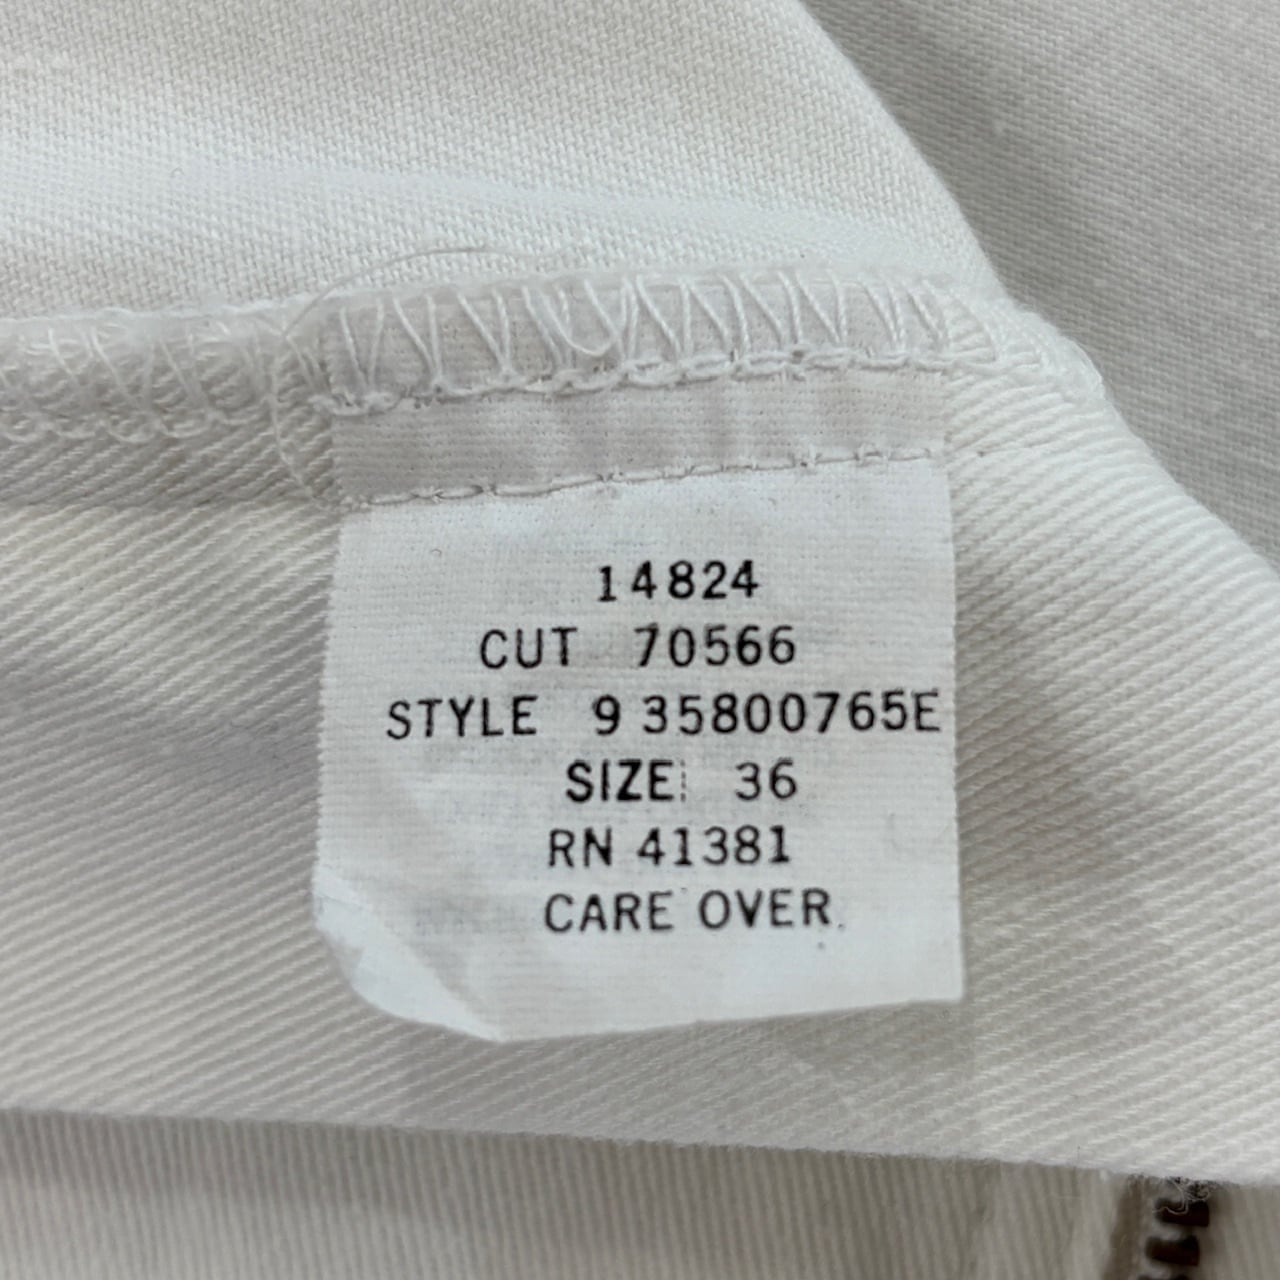 14824
CUT 70566
STYLE 9 35800765E
SIZE: 36
RN 41381
CARE OVER.